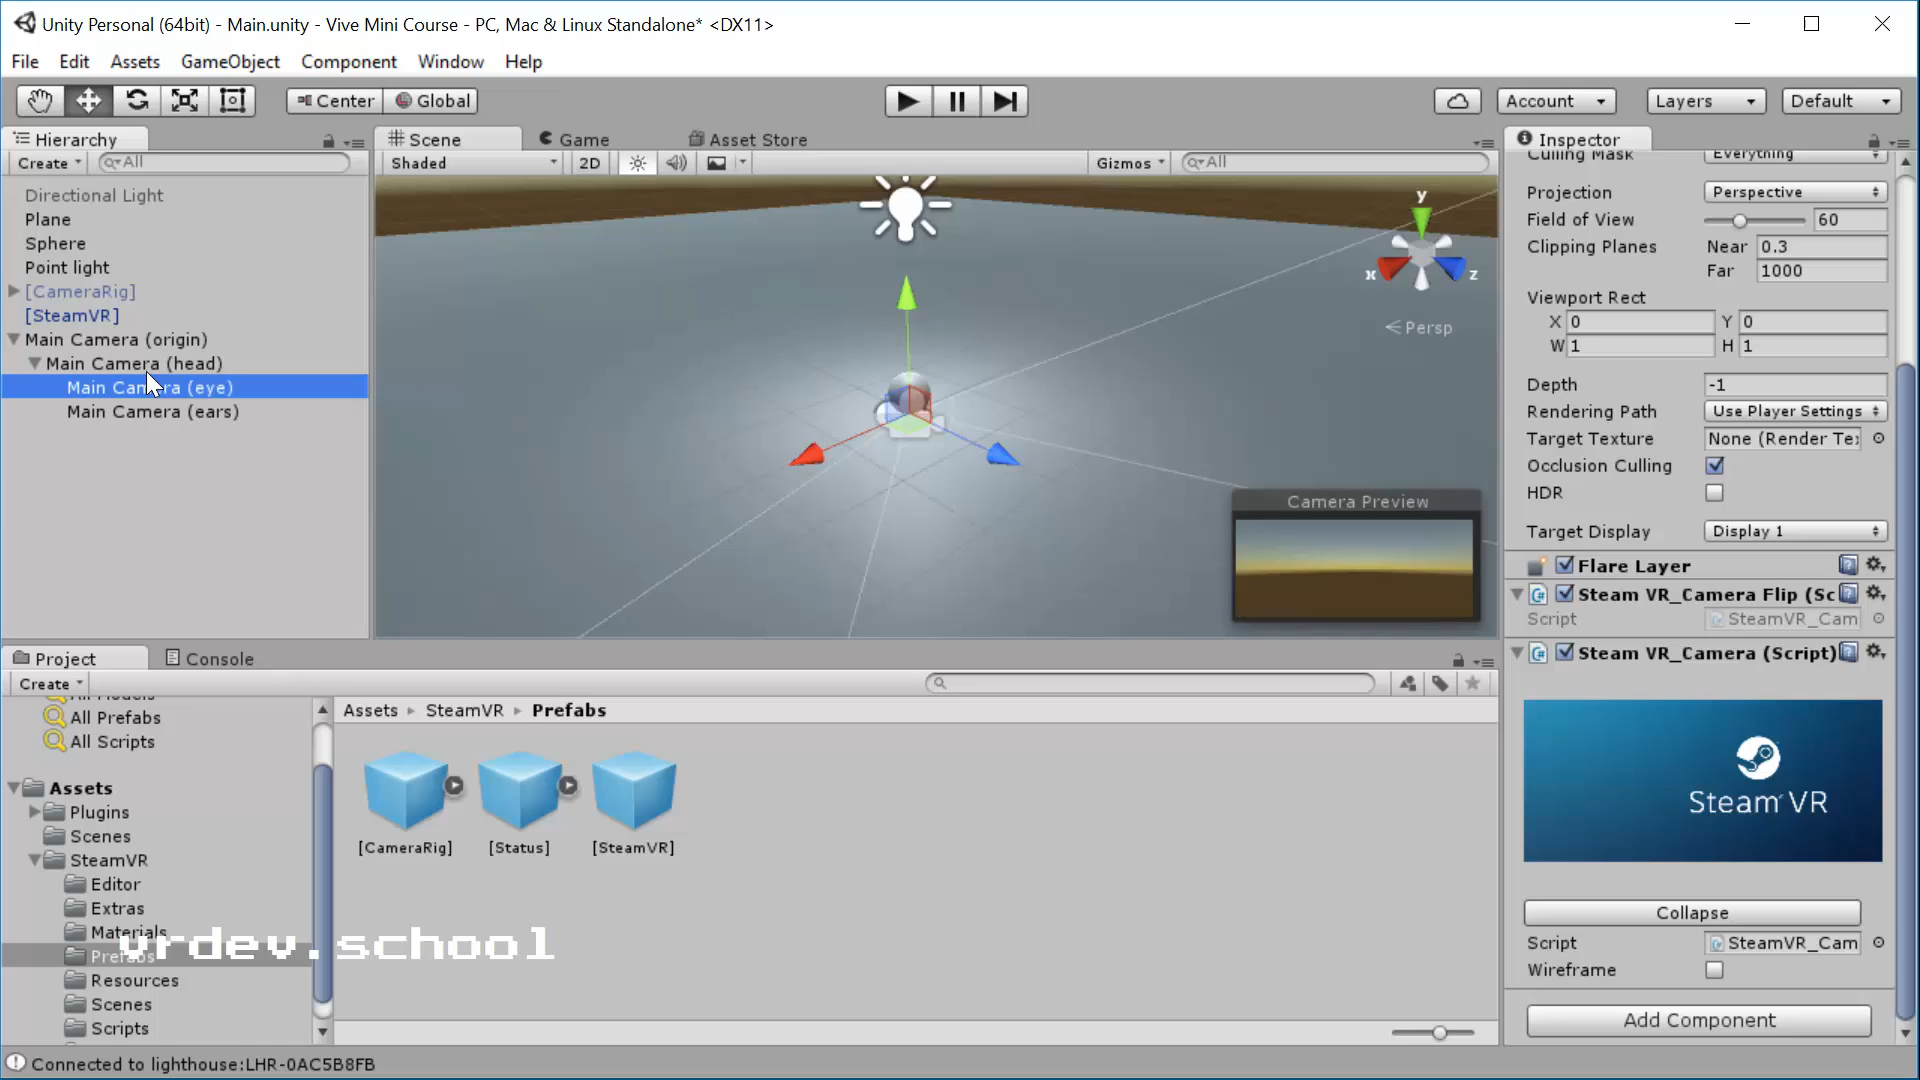 Unity Personal (64bit) - Main.unity - Vive Mini Course - PC, Mac & Linux Standalone* <DX11>
File Edit Assets GameObject Component Window Help
Center Global Account Layers Default
Hierarchy
Create All
Directional Light
Plane
Sphere
Point light
[CameraRig]
[SteamVR]
Main Camera (origin)
Main Camera (head)
Main Camera (eye)
Main Camera (ears)
Scene Game Asset Store
Shaded 2D Gizmos All
y
x z
Persp
Camera Preview
Inspector
Culling Mask Everything
Projection Perspective
Field of View 60
Clipping Planes Near 0.3
Far 1000
Viewport Rect
X 0 Y 0
W 1 H 1
Depth -1
Rendering Path Use Player Settings
Target Texture None (Render Te
Occlusion Culling
HDR
Target Display Display 1
Flare Layer
Steam VR_Camera Flip (Sc
Script SteamVR_Cam
Steam VR_Camera (Script)
Steam VR
Collapse
Script SteamVR_Cam
Wireframe
Add Component
Project Console
Create
All Models
All Prefabs
All Scripts
Assets
Plugins
Scenes
SteamVR
Editor
Extras
Materials
Prefabs
Resources
Scenes
Scripts
Assets SteamVR Prefabs
[CameraRig] [Status] [SteamVR]
vrdev.school
Connected to lighthouse:LHR-0AC5B8FB